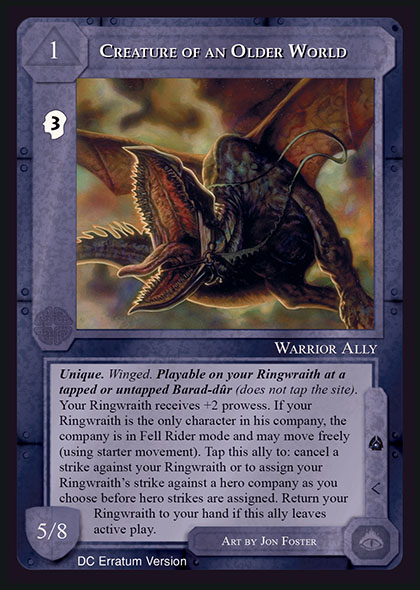 1
CREATURE OF AN OLDER WORLD
3
WARRIOR ALLY
Unique. Winged. Playable on your Ringwraith at a
tapped or untapped Barad-dûr (does not tap the site).
Your Ringwraith receives +2 prowess. If your
Ringwraith is the only character in his company, the
company is in Fell Rider mode and may move freely
(using starter movement). Tap this ally to: cancel a
strike against your Ringwraith or to assign your
Ringwraith's strike against a hero company as you
choose before hero strikes are assigned. Return your
Ringwraith to your hand if this ally leaves
active play.
5/8
ART BY JON FOSTER
DC Erratum Version